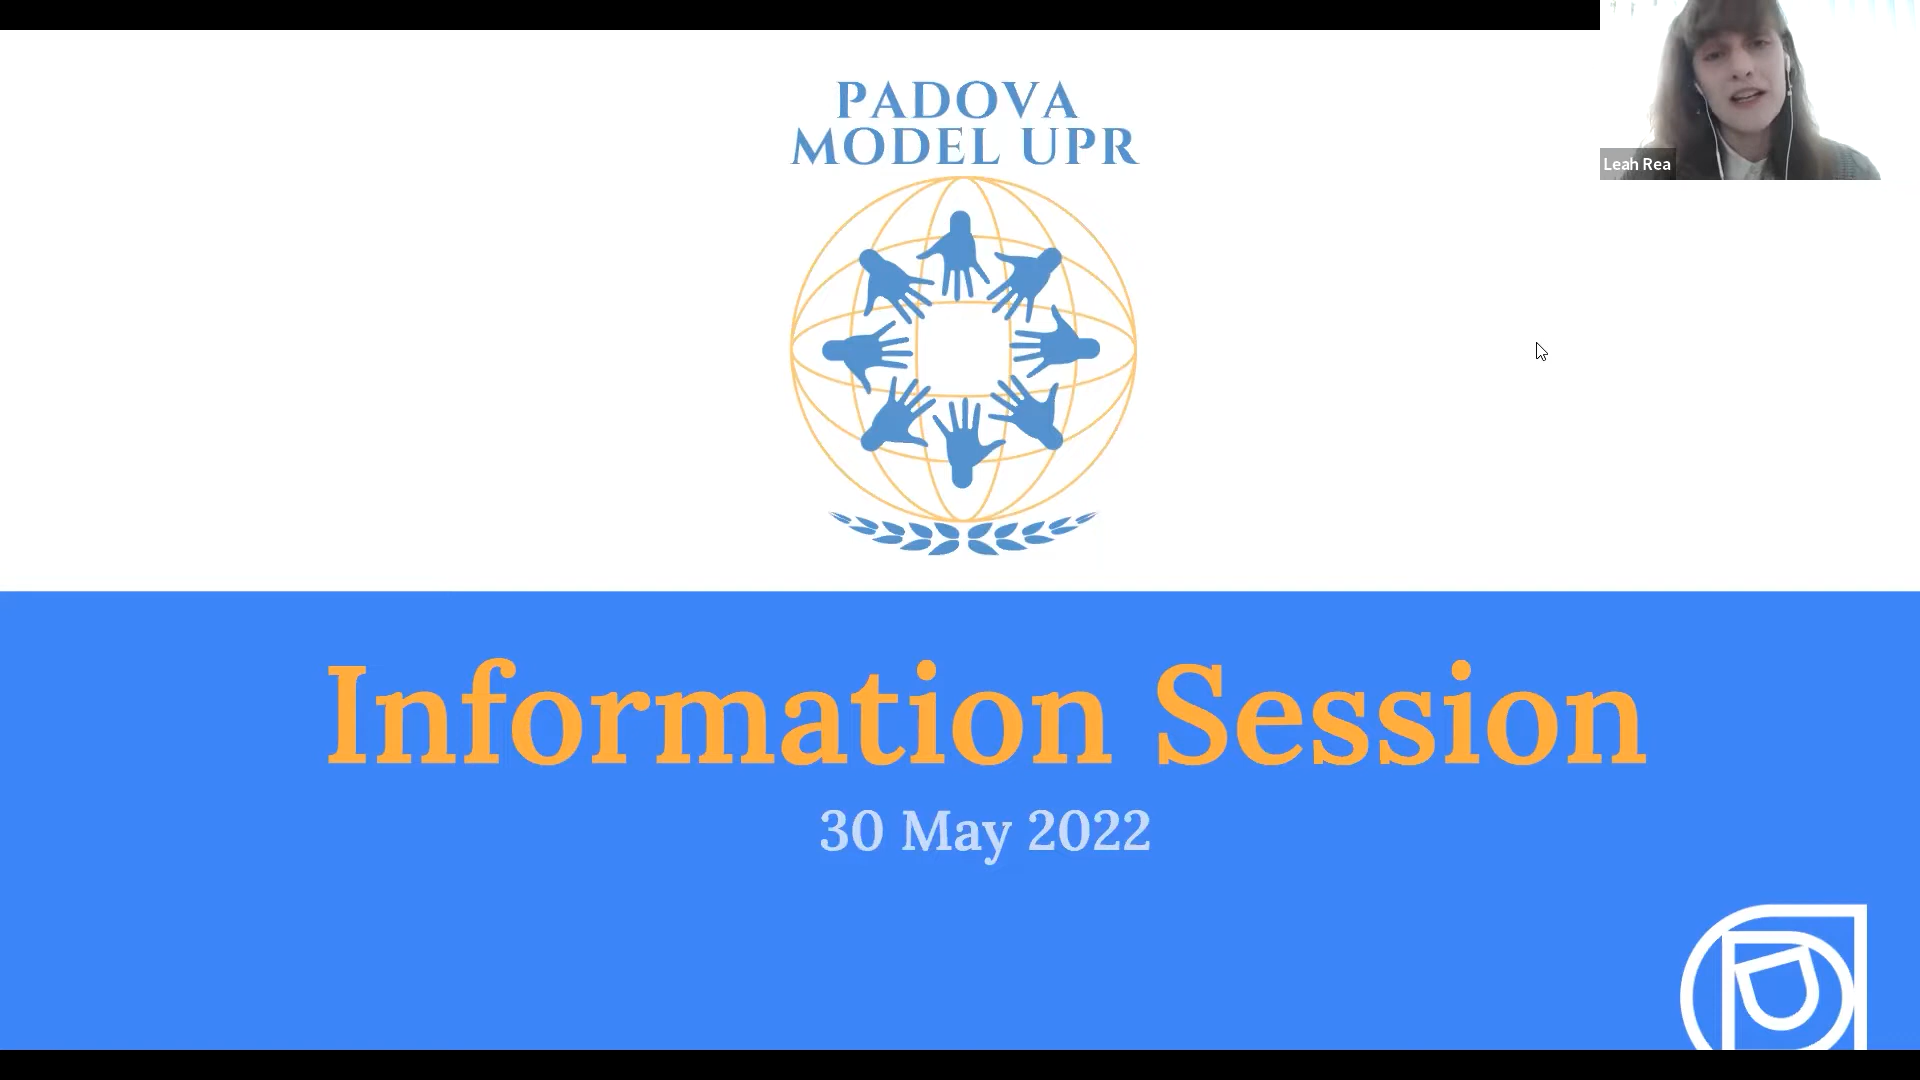 PADOVA
MODEL UPR
Leah Rea
Information Session
30 May 2022